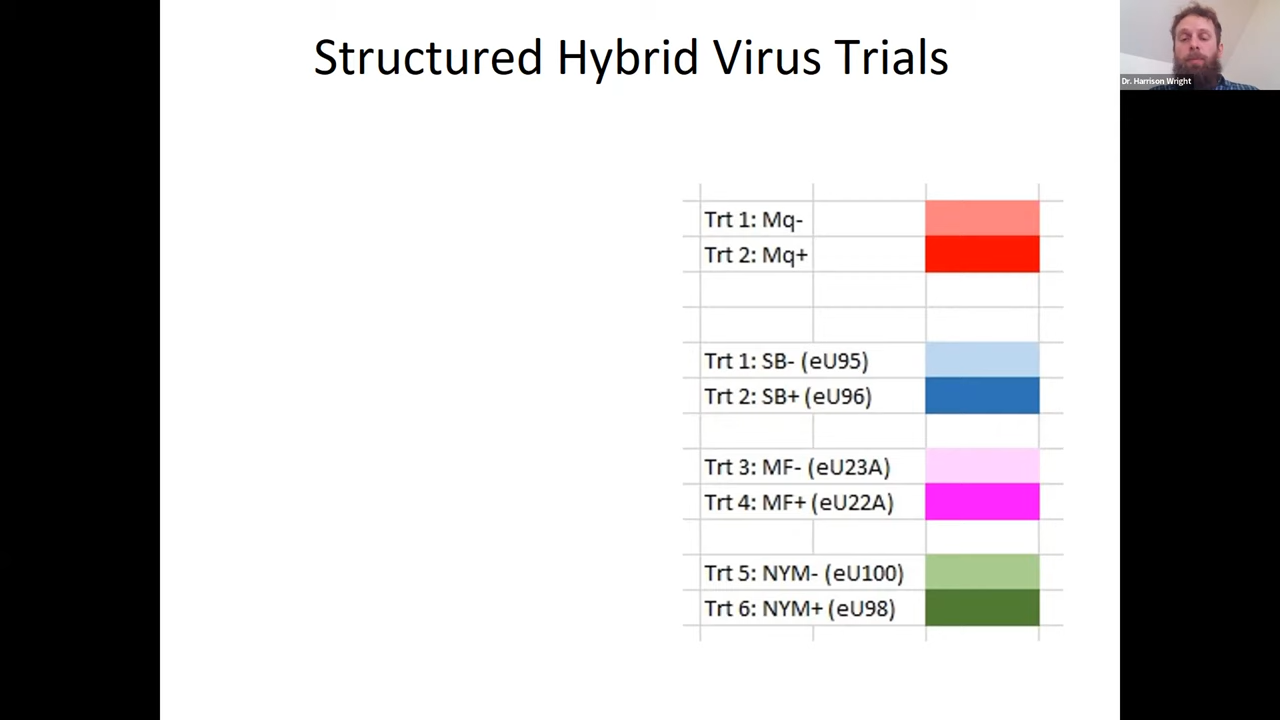 Structured Hybrid Virus Trials
Dr. Harrison Wright
Trt 1: Mq-
Trt 2: Mq+
Trt 1: SB- (eU95)
Trt 2: SB+ (eU96)
Trt 3: MF- (eU23A)
Trt 4: MF+ (eU22A)
Trt 5: NYM- (eU100)
Trt 6: NYM+ (eU98)